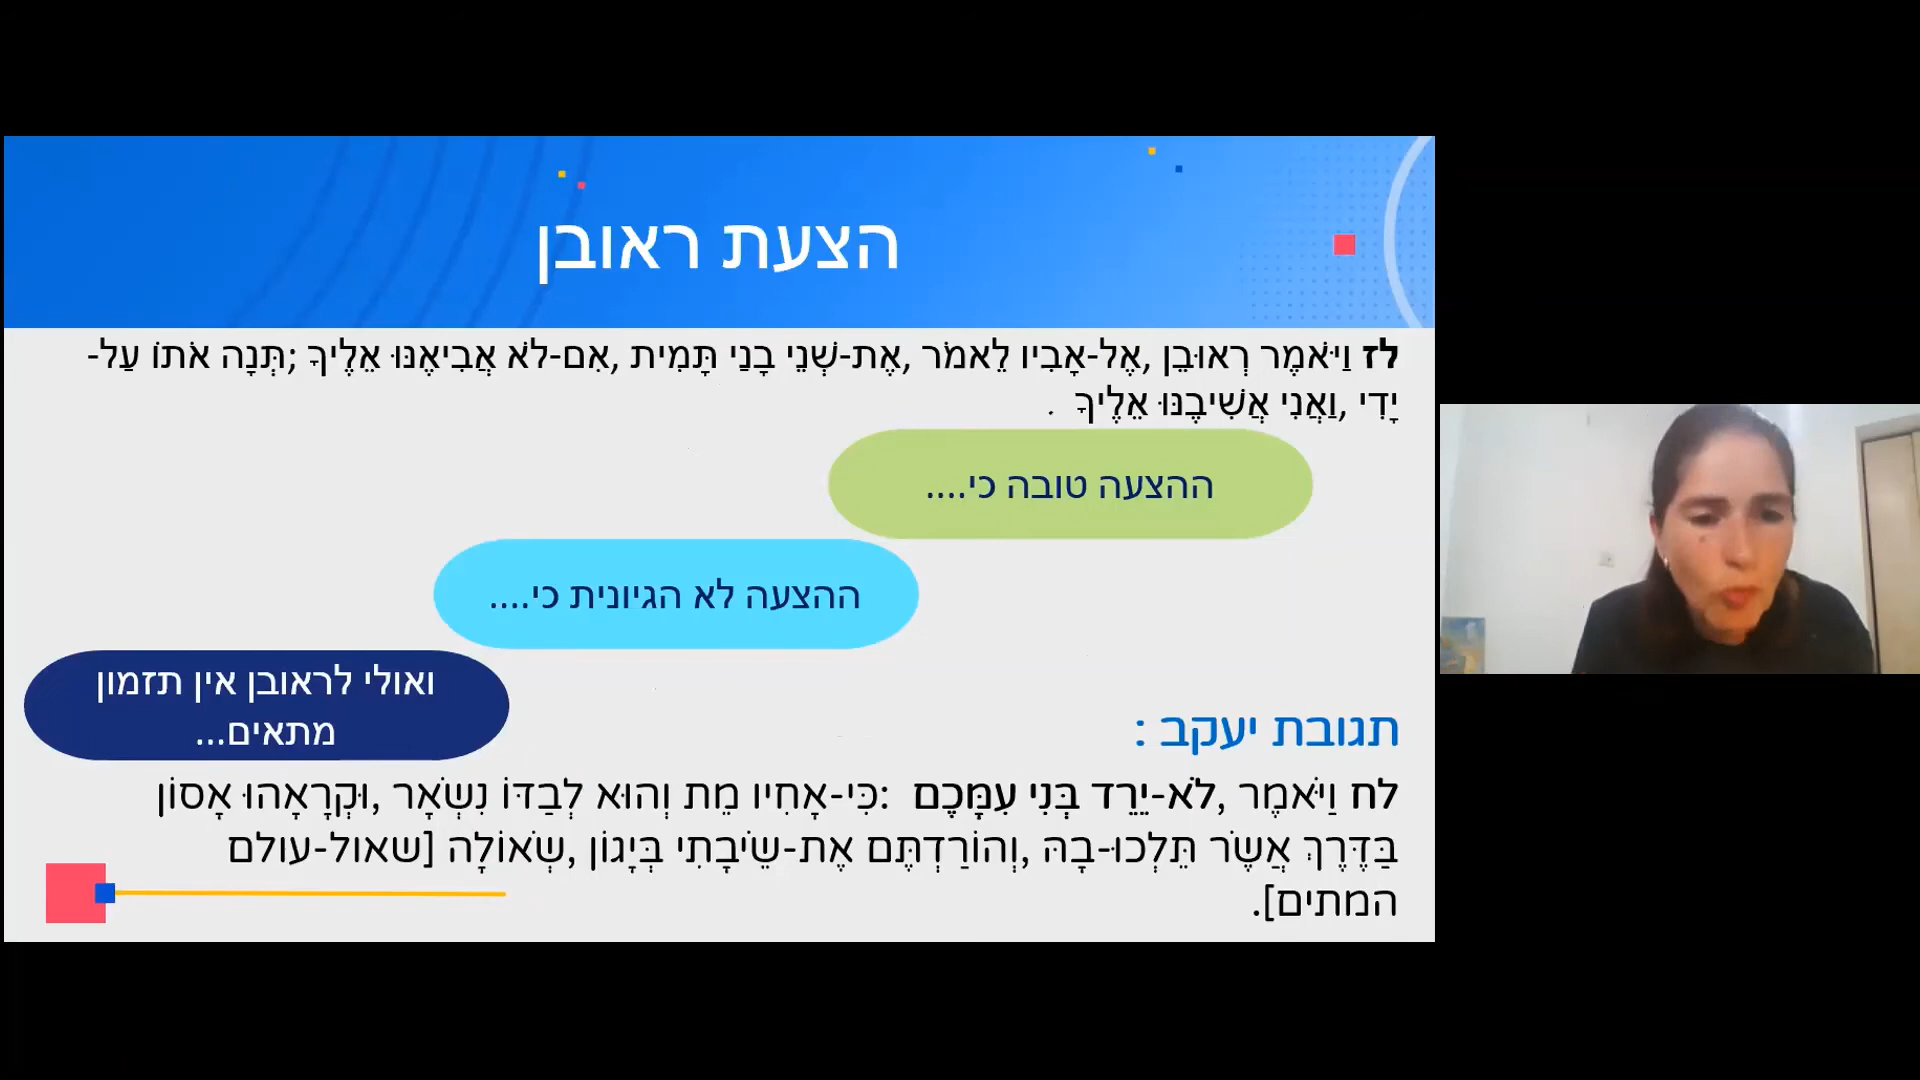 הצעת ראובן
לז וַיֹּאמֶר רְאוּבֵן ,אֶל-אָבִיו לֵאמֹר ,אֶת-שְׁנֵי בָנַי תָּמִית ,אִם-לֹא אֲבִיאֶנּוּ אֵלֶיךָ ;תְּנָה אֹתוֹ עַל-
יָדִי ,וַאֲנִי אֲשִׁיבֶנּוּ אֵלֶיךָ .
ההצעה טובה כי....
ההצעה לא הגיונית כי....
ואולי לראובן אין תזמון
מתאים...
תגובת יעקב :
לח וַיֹּאמֶר ,לֹא-יֵרֵד בְּנִי עִמָּכֶם :כִּי-אָחִיו מֵת וְהוּא לְבַדּוֹ נִשְׁאָר ,וּקְרָאָהוּ אָסוֹן
בַּדֶּרֶךְ אֲשֶׁר תֵּלְכוּ-בָהּ ,וְהוֹרַדְתֶּם אֶת-שֵׂיבָתִי בְּיָגוֹן ,שְׁאוֹלָה [שאול-עולם
המתים].